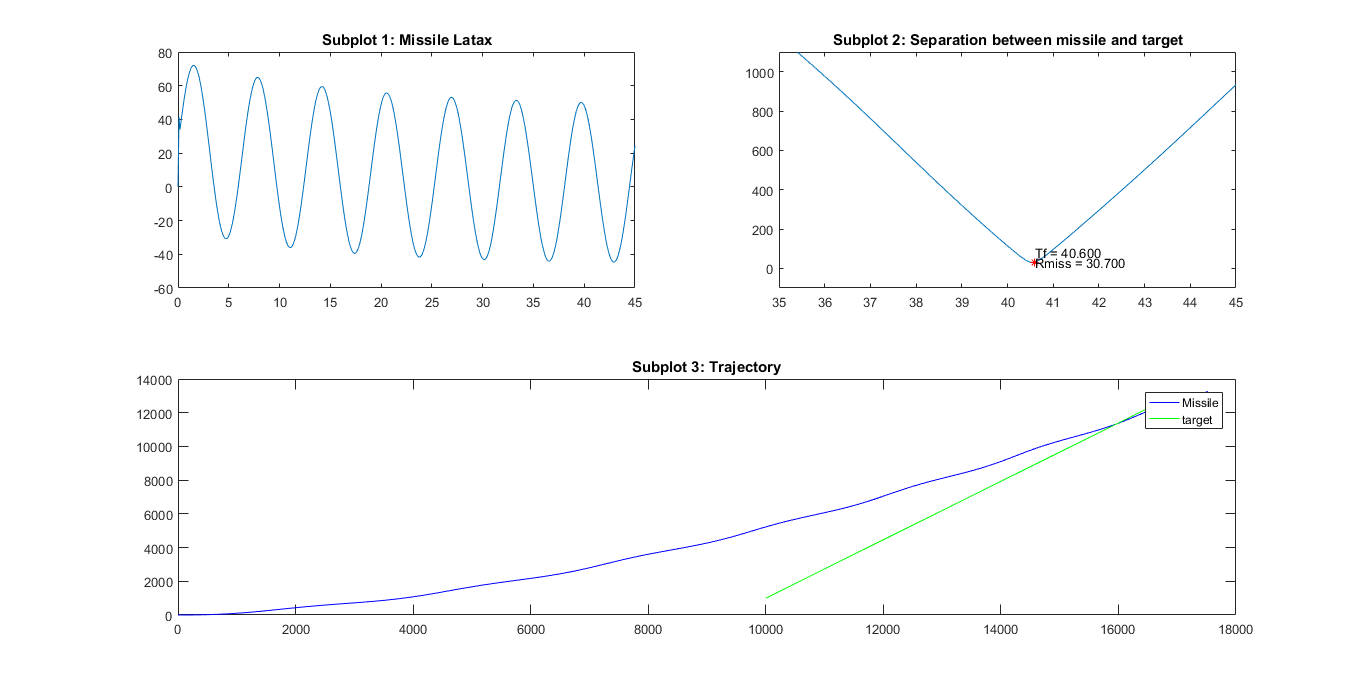 Subplot 1: Missile Latax
80
60
40
20
0
-20
-40
-60
0 5 10 15 20 25 30 35 40 45
Subplot 2: Separation between missile and target
1000
800
600
400
200
0
Tf = 40.600
Rmiss = 30.700
35 36 37 38 39 40 41 42 43 44 45
Subplot 3: Trajectory
14000
12000
10000
8000
6000
4000
2000
0
Missile
target
0 2000 4000 6000 8000 10000 12000 14000 16000 18000